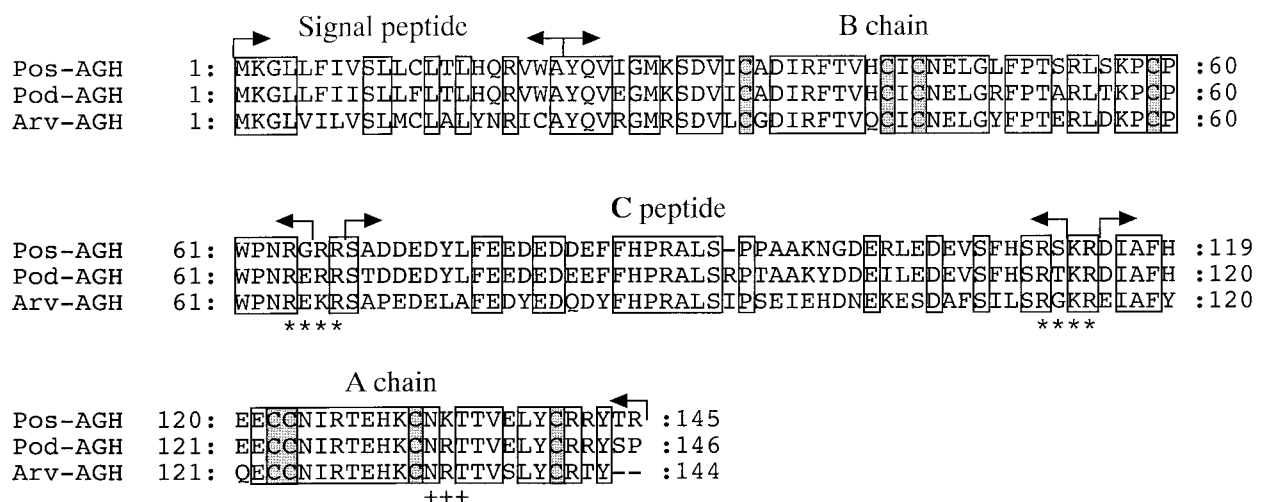 Signal peptide B chain
Pos-AGH 1: MKGLLFIVSLLCLTLHQRVWAYQVIGMKSDVICADIRFTVHCICNELGLFPTSRLSKPCP :60
Pod-AGH 1: MKGLLFIISLLFLTLHQRVWAYQVEGMKSDVICADIRFTVHCICNELGRFPTARLTKPCP :60
Arv-AGH 1: MKGLVILVSLMCLALYNRICAYQVRGMRSDVLCGDIRFTVQCICNELGYFPTERLDKPCP :60
C peptide
Pos-AGH 61: WPNRGRRSADDEDYLFEEDEDDEFFHPRALS-PPAAKNGDERLEDEVSFHSRSKRDIAFH :119
Pod-AGH 61: WPNRERRSTDDEDYLFEEDEDEEFFHPRALSRPTAAKYDDEILEDEVSFHSRTKRDIAFH :120
Arv-AGH 61: WPNREKRSAPEDELAFEDYEDQDYFHPRALSIPSEIEHDNEKESDAFSILSRGKREIAFY :120
**** ****
A chain
Pos-AGH 120: EECCNIRTEHKCNKTTVELYCRRYTR :145
Pod-AGH 121: EECCNIRTEHKCNRTTVELYCRRYSP :146
Arv-AGH 121: QECCNIRTEHKCNRTTVSLYCRTY-- :144
+++